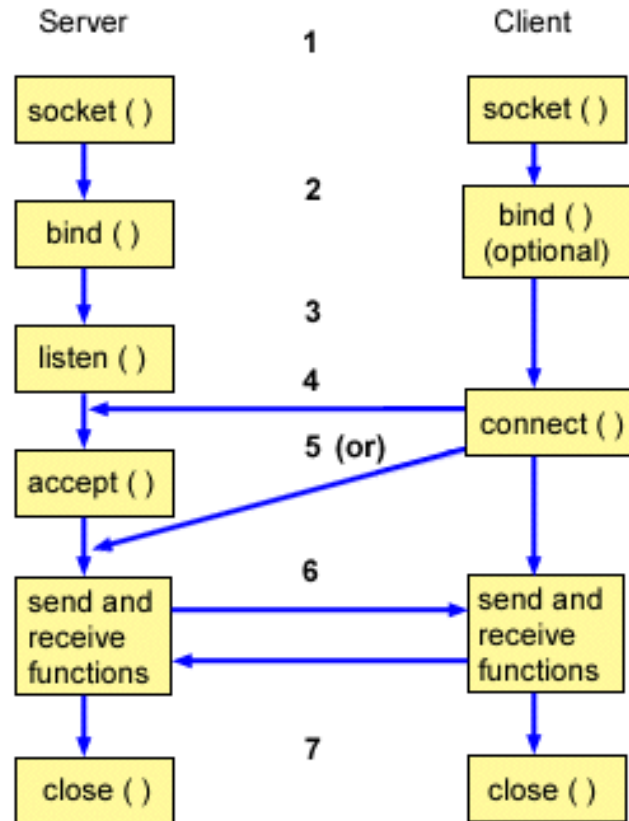 Server
1
Client
socket ( )
socket ( )
2
bind ( )
bind ( )
(optional)
3
listen ( )
4
connect ( )
5 (or)
accept ( )
6
send and
receive
functions
send and
receive
functions
7
close ( )
close ( )